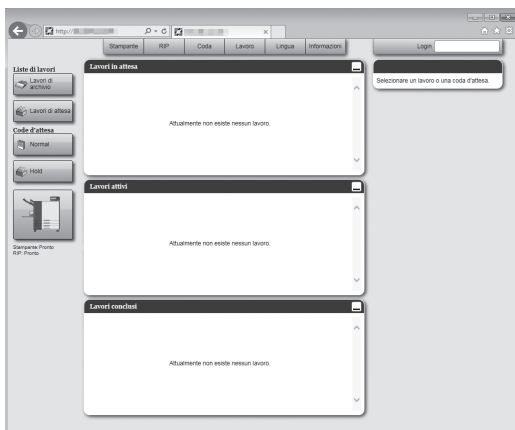 http://
Stampante RIP Coda Lavoro Lingua Informazioni
Login
Liste di lavori
Lavori di
archivio
Lavori di attesa
Code d'attesa
Normal
Hold
Stampante: Pronto
RIP: Pronto
Lavori in attesa
Attualmente non esiste nessun lavoro.
Lavori attivi
Attualmente non esiste nessun lavoro.
Lavori conclusi
Attualmente non esiste nessun lavoro.
Selezionare un lavoro o una coda d'attesa.